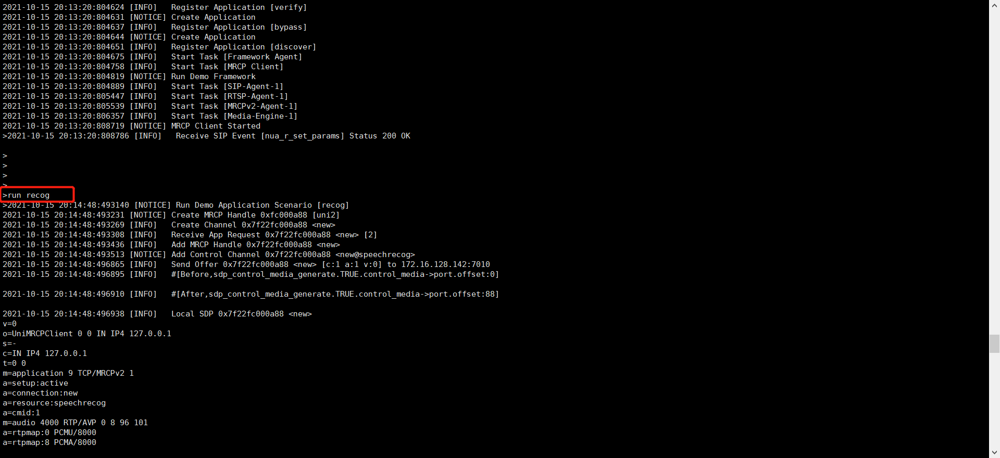 2021-10-15 20:13:20:804624 [INFO]   Register Application [verify]
2021-10-15 20:13:20:804631 [NOTICE] Create Application
2021-10-15 20:13:20:804637 [INFO]   Register Application [bypass]
2021-10-15 20:13:20:804644 [NOTICE] Create Application
2021-10-15 20:13:20:804651 [INFO]   Register Application [discover]
2021-10-15 20:13:20:804675 [INFO]   Start Task [Framework Agent]
2021-10-15 20:13:20:804758 [INFO]   Start Task [MRCP Client]
2021-10-15 20:13:20:804819 [NOTICE] Run Demo Framework
2021-10-15 20:13:20:804889 [INFO]   Start Task [SIP-Agent-1]
2021-10-15 20:13:20:805447 [INFO]   Start Task [RTSP-Agent-1]
2021-10-15 20:13:20:805539 [INFO]   Start Task [MRCPv2-Agent-1]
2021-10-15 20:13:20:806357 [INFO]   Start Task [Media-Engine-1]
2021-10-15 20:13:20:808719 [NOTICE] MRCP Client Started
>2021-10-15 20:13:20:808786 [INFO]   Receive SIP Event [nua_r_set_params] Status 200 OK
>
>
>
>
>run recog
>2021-10-15 20:14:48:493140 [NOTICE] Run Demo Application Scenario [recog]
2021-10-15 20:14:48:493231 [NOTICE] Create MRCP Handle 0xfc000a88 [uni2]
2021-10-15 20:14:48:493269 [INFO]   Create Channel 0x7f22fc000a88 <new>
2021-10-15 20:14:48:493308 [INFO]   Receive App Request 0x7f22fc000a88 <new> [2]
2021-10-15 20:14:48:493436 [INFO]   Add MRCP Handle 0x7f22fc000a88 <new>
2021-10-15 20:14:48:493513 [NOTICE] Add Control Channel 0x7f22fc000a88 <new@speechrecog>
2021-10-15 20:14:48:496865 [INFO]   Send Offer 0x7f22fc000a88 <new> [c:1 a:1 v:0] to 172.16.128.142:7010
2021-10-15 20:14:48:496895 [INFO]   #[Before,sdp_control_media_generate.TRUE.control_media->port.offset:0]
2021-10-15 20:14:48:496910 [INFO]   #[After,sdp_control_media_generate.TRUE.control_media->port.offset:88]
2021-10-15 20:14:48:496938 [INFO]   Local SDP 0x7f22fc000a88 <new>
v=0
o=UniMRCPClient 0 0 IN IP4 127.0.0.1
s=-
c=IN IP4 127.0.0.1
t=0 0
m=application 9 TCP/MRCPv2 1
a=setup:active
a=connection:new
a=resource:speechrecog
a=cmid:1
m=audio 4000 RTP/AVP 0 8 96 101
a=rtpmap:0 PCMU/8000
a=rtpmap:8 PCMA/8000